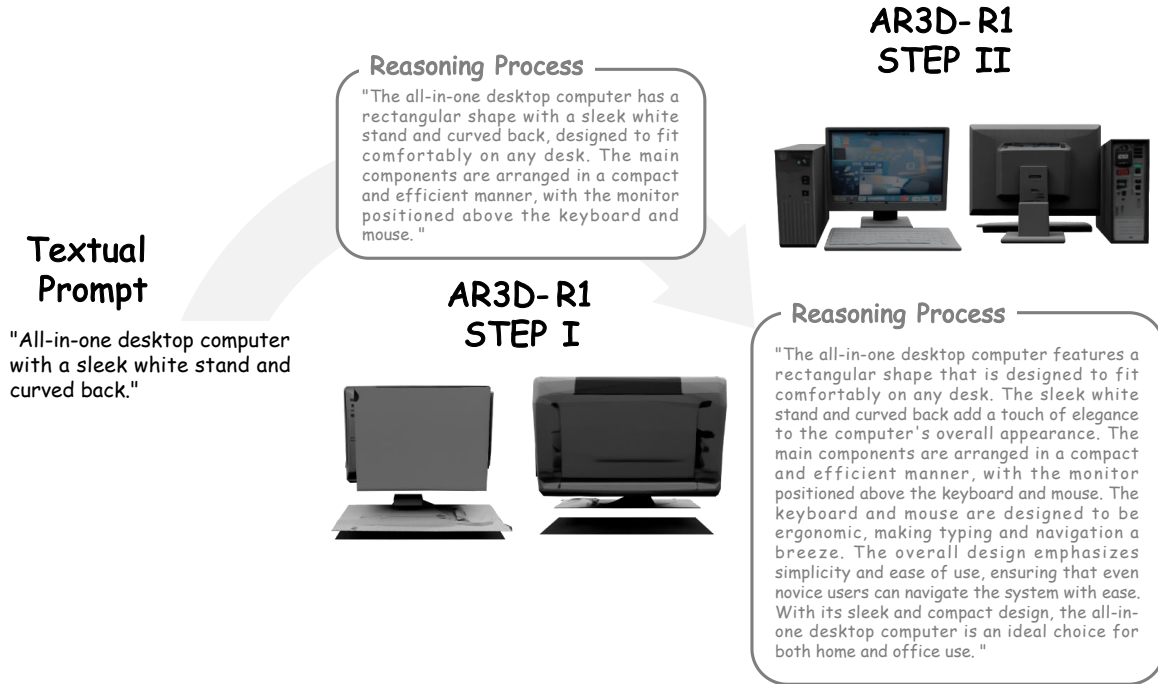 Textual
Prompt
"All-in-one desktop computer
with a sleek white stand and
curved back."
Reasoning Process
"The all-in-one desktop computer has a
rectangular shape with a sleek white
stand and curved back, designed to fit
comfortably on any desk. The main
components are arranged in a compact
and efficient manner, with the monitor
positioned above the keyboard and
mouse. "
AR3D-R1
STEP I
AR3D-R1
STEP II
Reasoning Process
"The all-in-one desktop computer features a
rectangular shape that is designed to fit
comfortably on any desk. The sleek white
stand and curved back add a touch of elegance
to the computer's overall appearance. The
main components are arranged in a compact
and efficient manner, with the monitor
positioned above the keyboard and mouse. The
keyboard and mouse are designed to be
ergonomic, making typing and navigation a
breeze. The overall design emphasizes
simplicity and ease of use, ensuring that even
novice users can navigate the system with ease.
With its sleek and compact design, the all-in-
one desktop computer is an ideal choice for
both home and office use. "